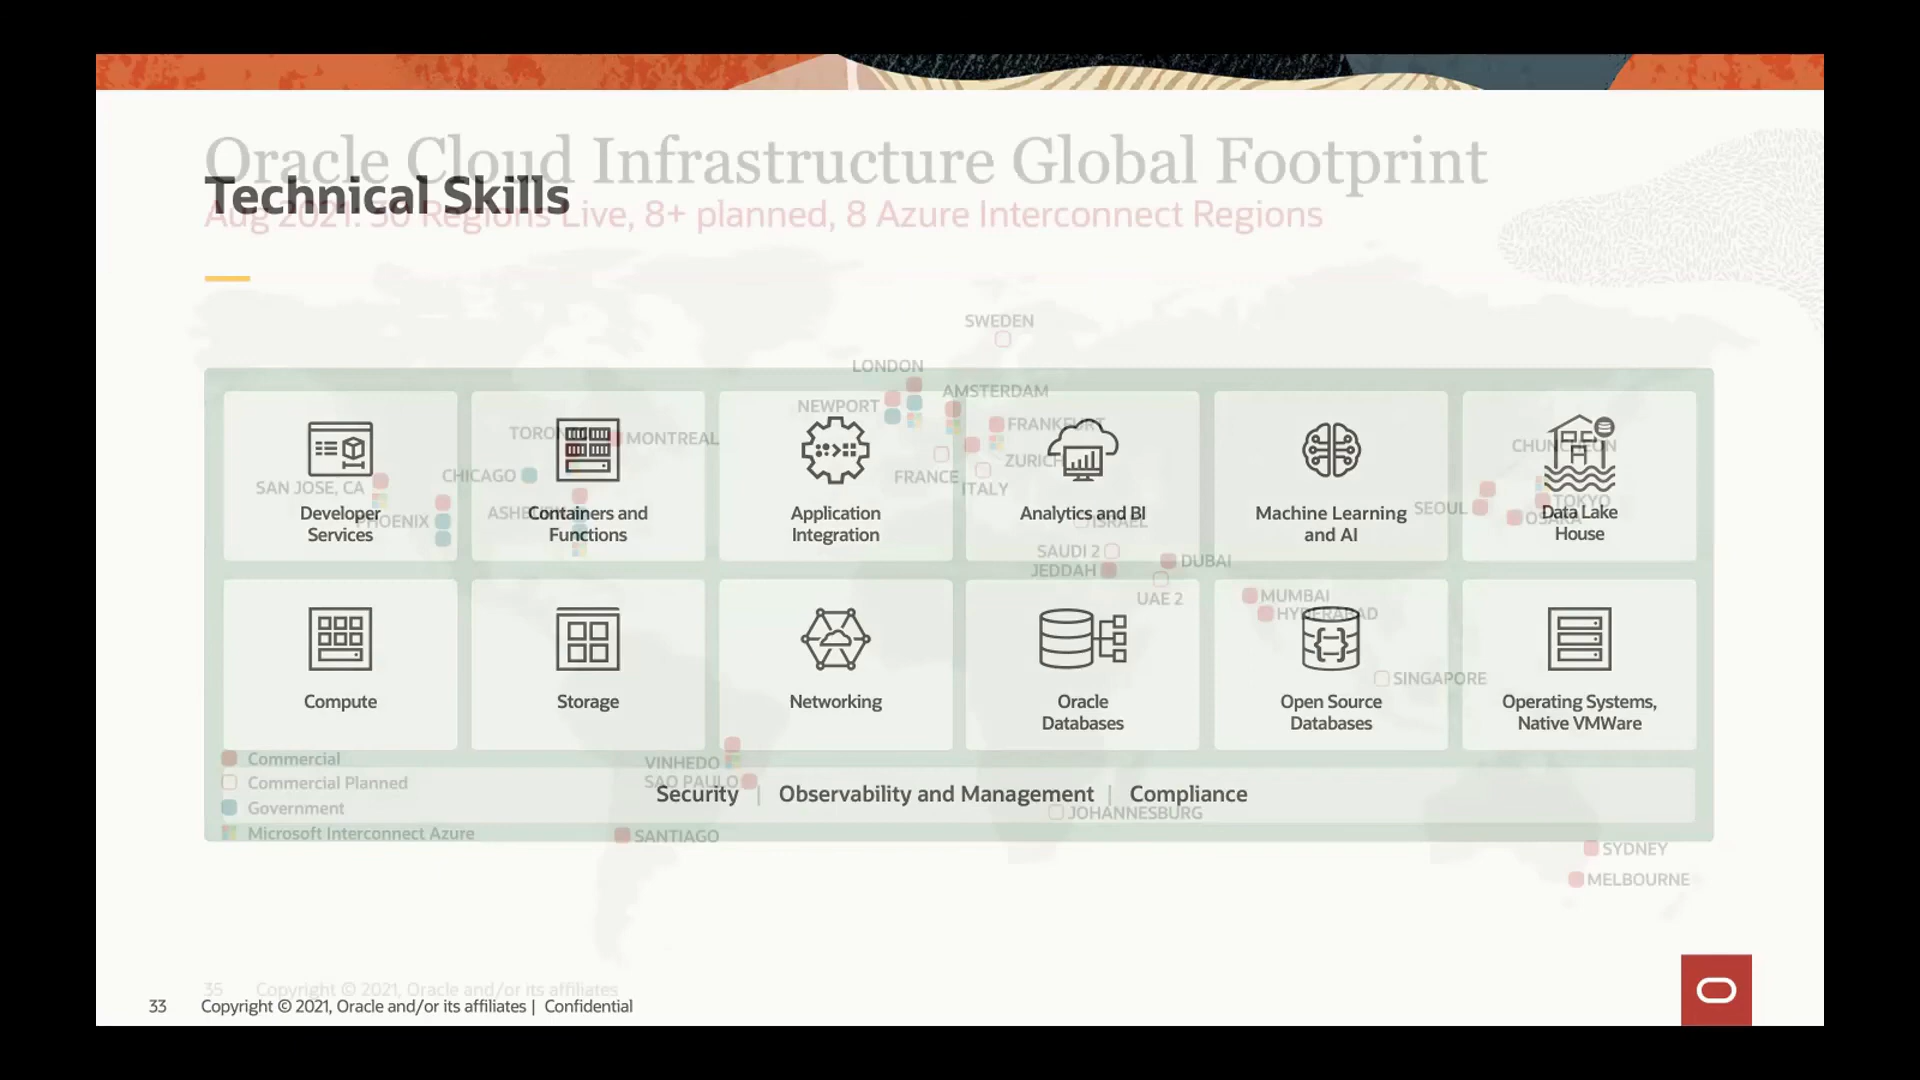 Oracle Cloud Infrastructure Global Footprint
Technical Skills
Aug 2021: 30 Regions Live, 8+ planned, 8 Azure Interconnect Regions
SWEDEN
LONDON
AMSTERDAM
NEWPORT
FRANKFURT
MONTREAL
CHUNCHEON
ZURICH
CHICAGO
FRANCE
ITALY
SAN JOSE, CA
TOKYO
SEOUL
OSAKA
PHOENIX
ISRAEL
Developer
Services
Containers and
Functions
Application
Integration
Analytics and BI
Machine Learning
and AI
Data Lake
House
SAUDI 2
DUBAI
JEDDAH
UAE 2
MUMBAI
HYDERABAD
SINGAPORE
Compute
Storage
Networking
Oracle
Databases
Open Source
Databases
Operating Systems,
Native VMWare
Commercial
Commercial Planned
Government
Microsoft Interconnect Azure
VINHEDO
SAO PAULO
Security | Observability and Management | Compliance
JOHANNESBURG
SANTIAGO
SYDNEY
MELBOURNE
35 Copyright © 2021, Oracle and/or its affiliates
33 Copyright © 2021, Oracle and/or its affiliates | Confidential